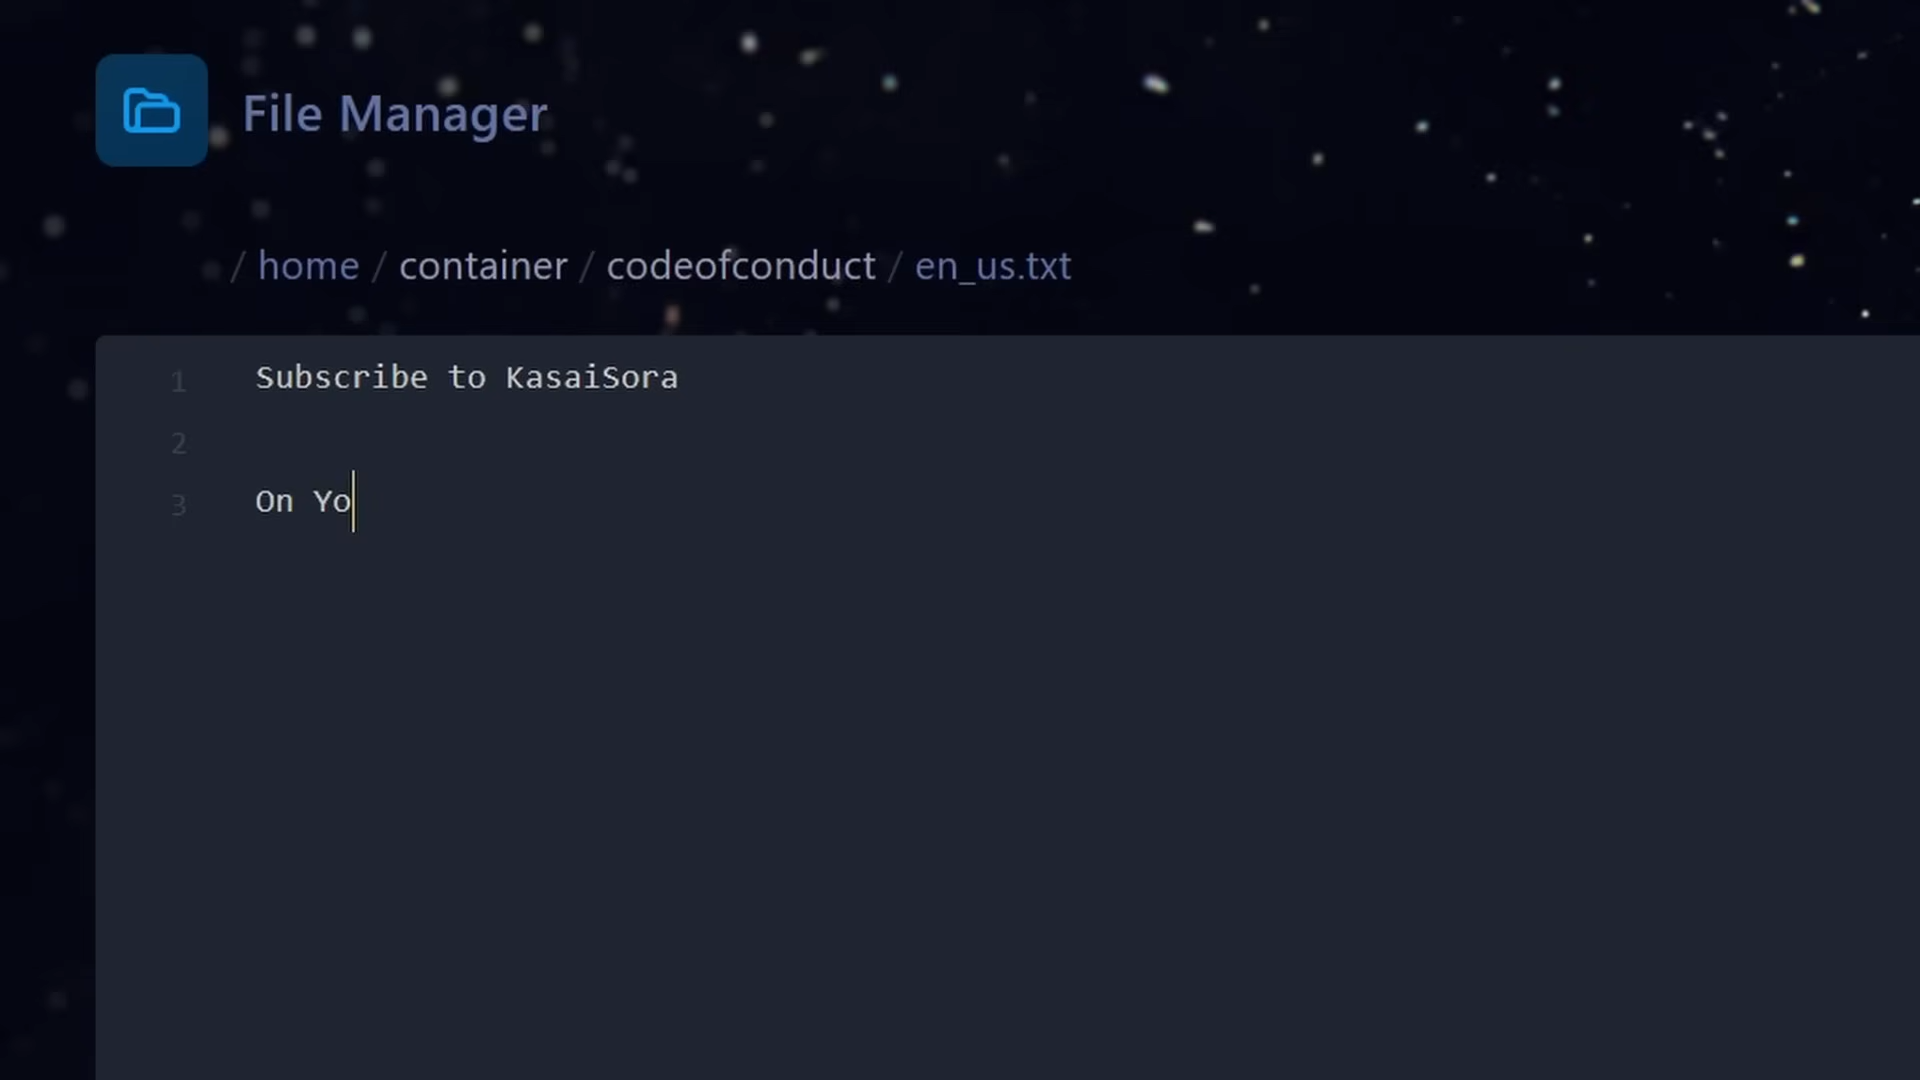 File Manager
/ home / container / codeofconduct / en_us.txt
1 Subscribe to KasaiSora
2
3 On Yo